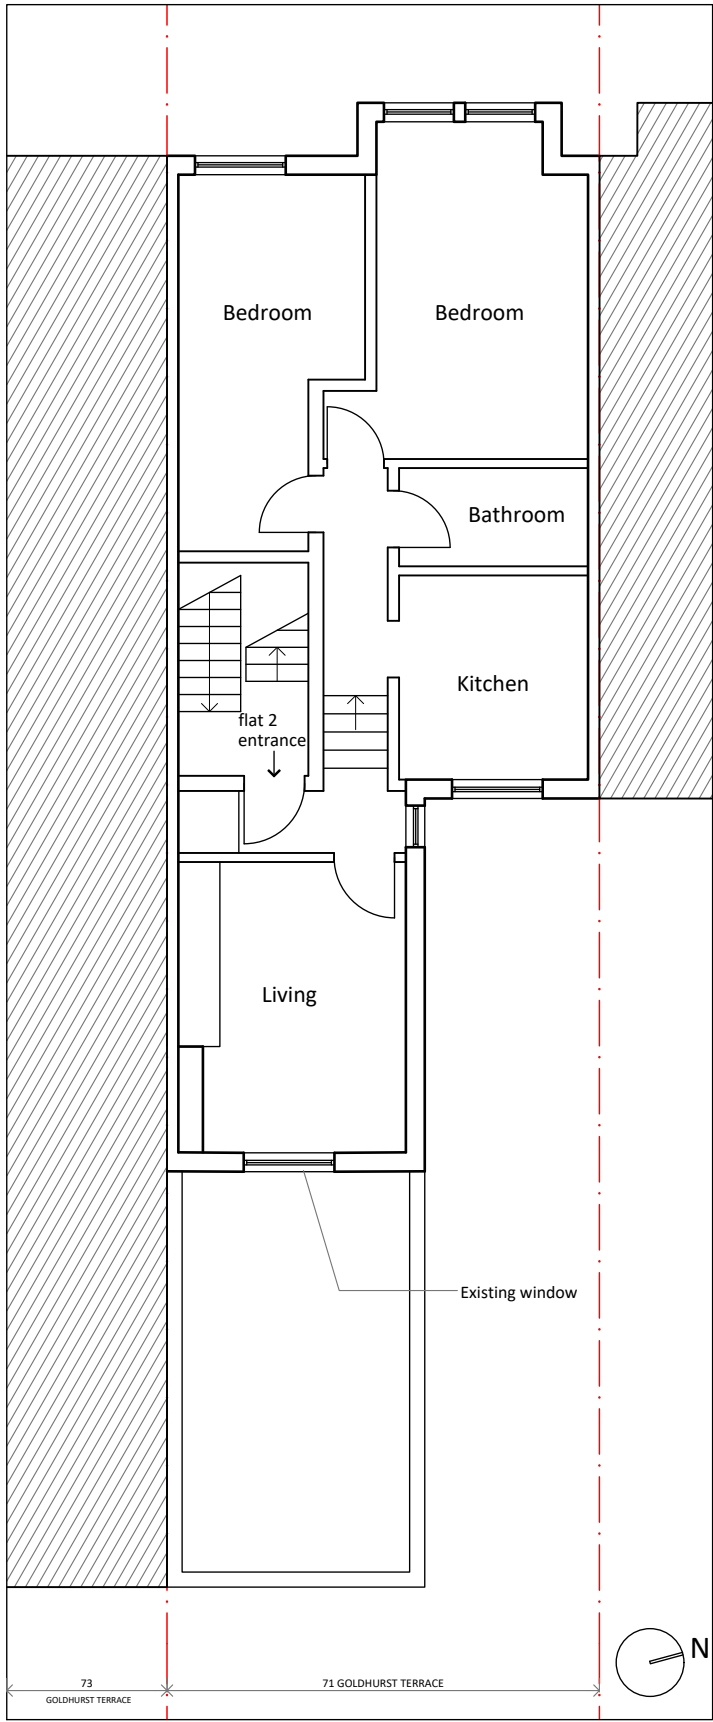 Bedroom
Bedroom
Bathroom
Kitchen
flat 2
entrance
Living
Existing window
N
73
GOLDHURST TERRACE
71 GOLDHURST TERRACE